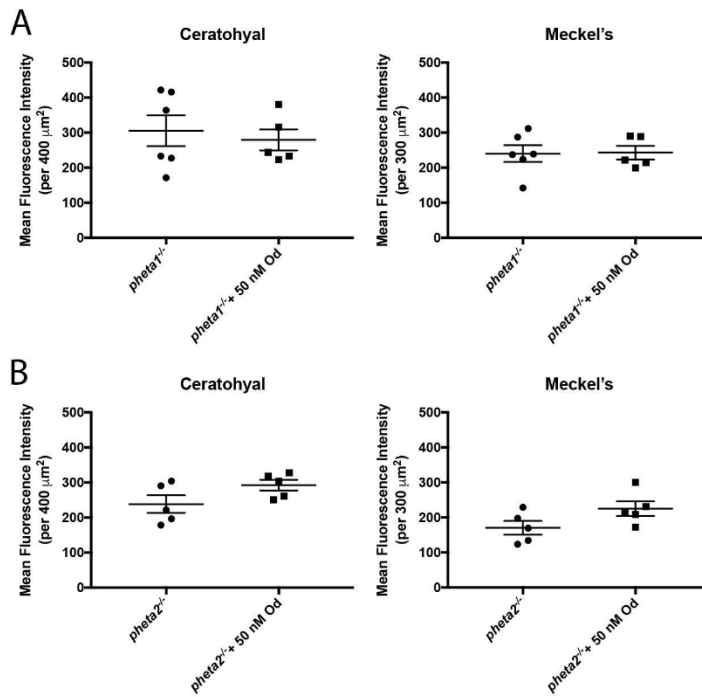 A
Ceratohyal
Mean Fluorescence Intensity
(per 400 μm²)
500
400
300
200
100
0
pheta1⁻/⁻
pheta1⁻/⁻+ 50 nM Od
Meckel's
Mean Fluorescence Intensity
(per 300 μm²)
500
400
300
200
100
0
pheta1⁻/⁻
pheta1⁻/⁻+ 50 nM Od
B
Ceratohyal
Mean Fluorescence Intensity
(per 400 μm²)
500
400
300
200
100
0
pheta2⁻/⁻
pheta2⁻/⁻+ 50 nM Od
Meckel's
Mean Fluorescence Intensity
(per 300 μm²)
500
400
300
200
100
0
pheta2⁻/⁻
pheta2⁻/⁻+ 50 nM Od